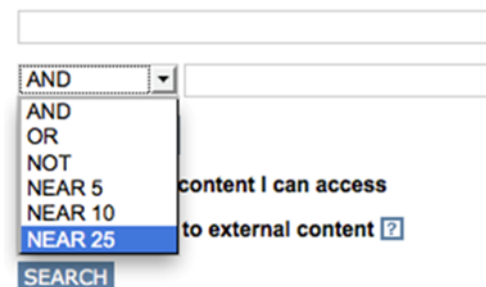 AND
AND
OR
NOT
NEAR 5
content I can access
NEAR 10
to external content ?
NEAR 25
SEARCH